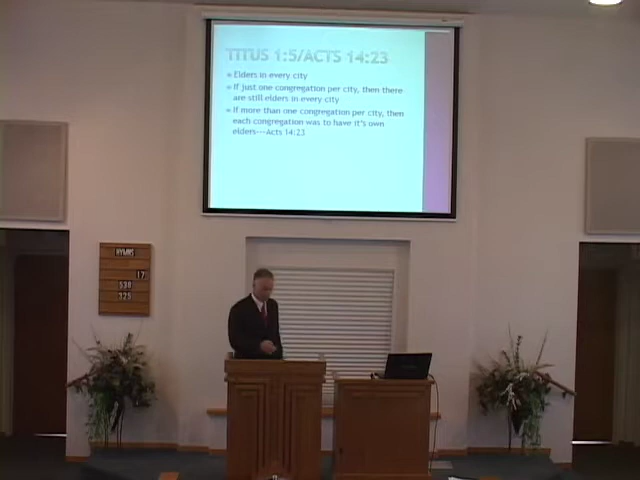 TITUS 1:5/ACTS 14:23
Elders in every city
If just one congregation per city, then there
are still elders in every city
If more than one congregation per city, then
each congregation was to have it's own
elders---Acts 14:23
HYMNS
17
538
325